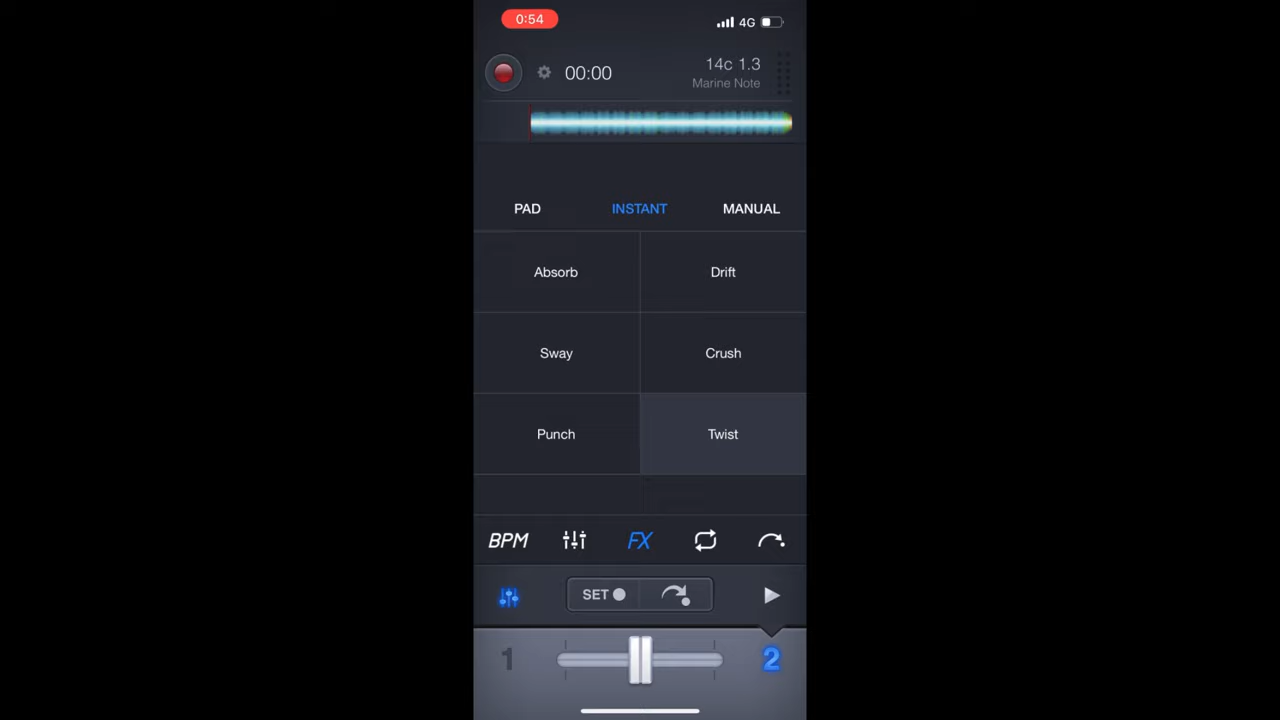 0:54 4G
00:00 14c 1.3
Marine Note
PAD INSTANT MANUAL
Absorb Drift
Sway Crush
Punch Twist
BPM FX
SET
1 2